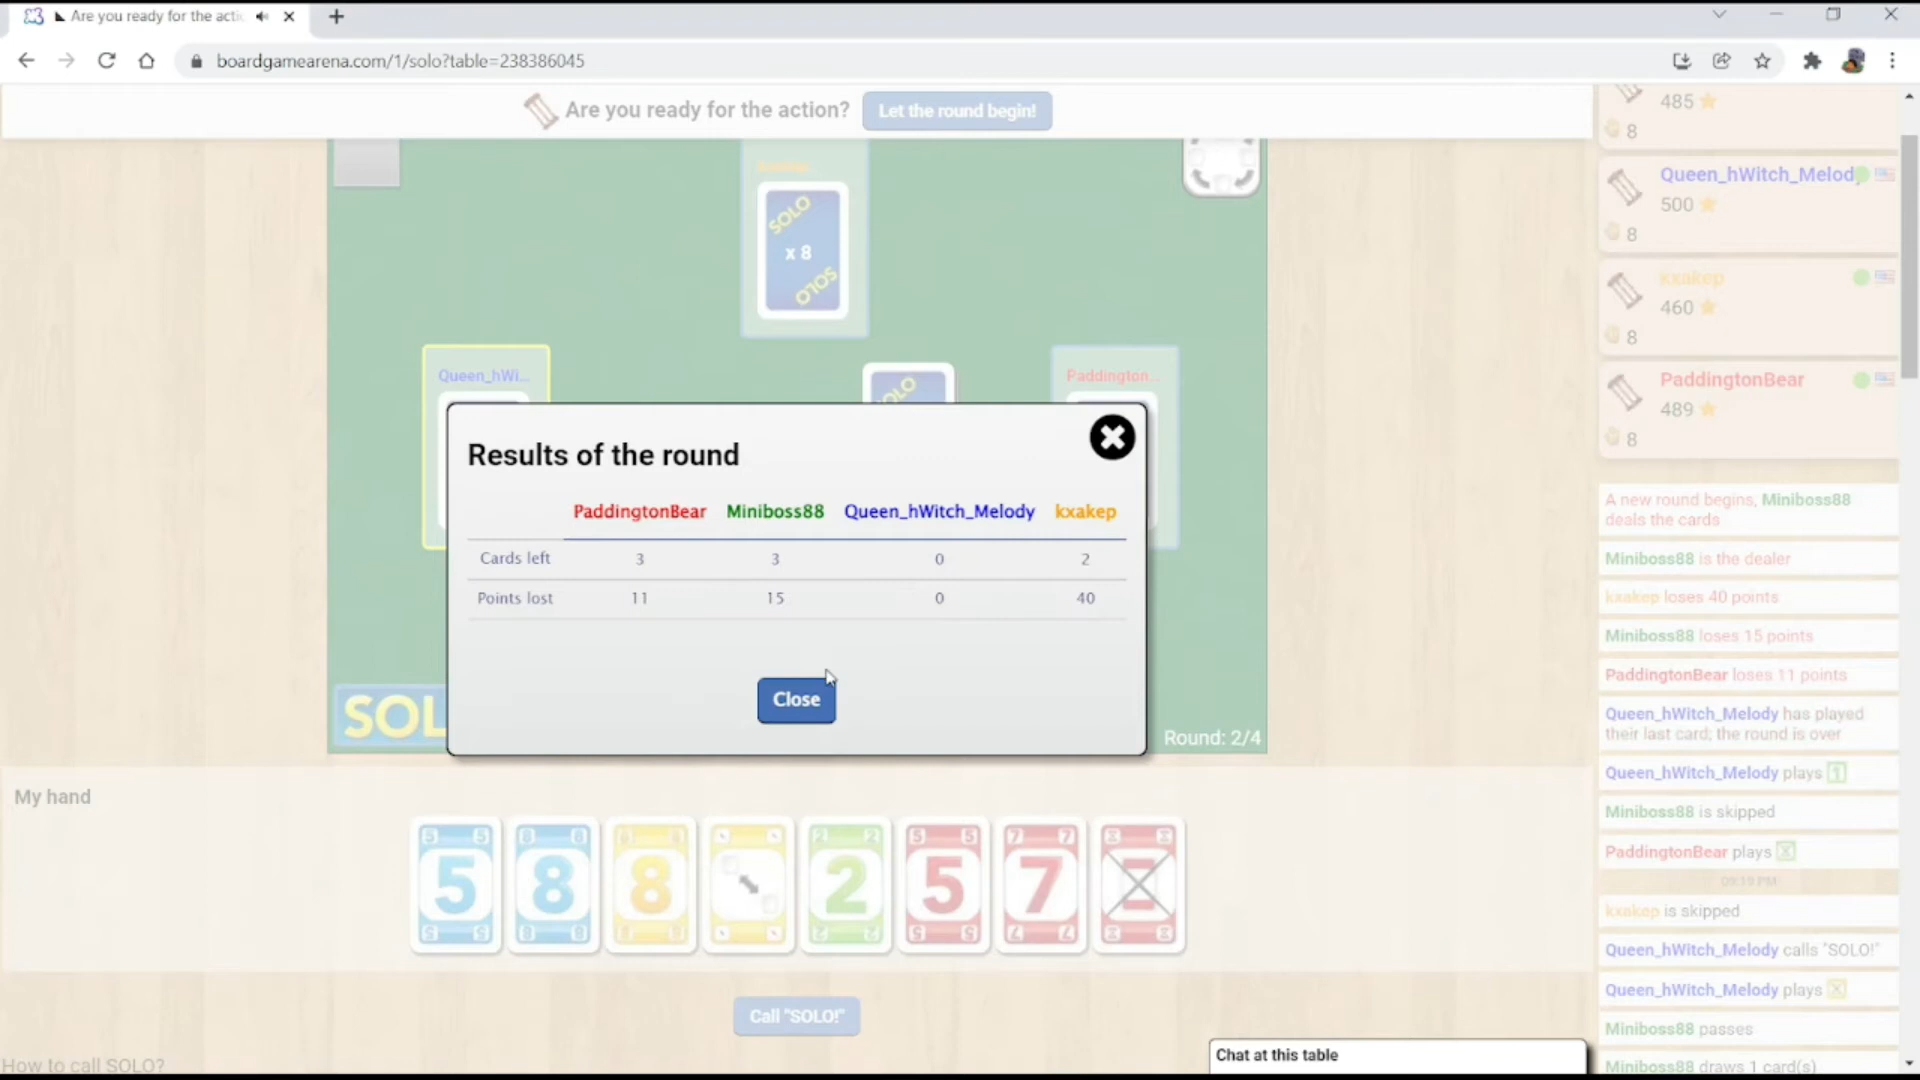 Are you ready for the acti
boardgamearena.com/1/solo?table=238386045
Are you ready for the action?
Let the round begin!
485
8
Queen_hWitch_Melody
500
8
kxakep
460
8
PaddingtonBear
489
8
SOLO
x 8
SOLO
Queen_hWi...
SOLO
Paddington...
Results of the round
PaddingtonBear Miniboss88 Queen_hWitch_Melody kxakep
Cards left 3 3 0 2
Points lost 11 15 0 40
Close
SOL
Round: 2/4
A new round begins, Miniboss88
deals the cards
Miniboss88 is the dealer
kxakep loses 40 points
Miniboss88 loses 15 points
PaddingtonBear loses 11 points
Queen_hWitch_Melody has played
their last card; the round is over
Queen_hWitch_Melody plays 1
Miniboss88 is skipped
PaddingtonBear plays
09:19 PM
kxakep is skipped
Queen_hWitch_Melody calls "SOLO!"
Queen_hWitch_Melody plays
Miniboss88 passes
Miniboss88 draws 1 card(s)
My hand
5 8 8 2 5 7
Call "SOLO!"
How to call SOLO?
Chat at this table